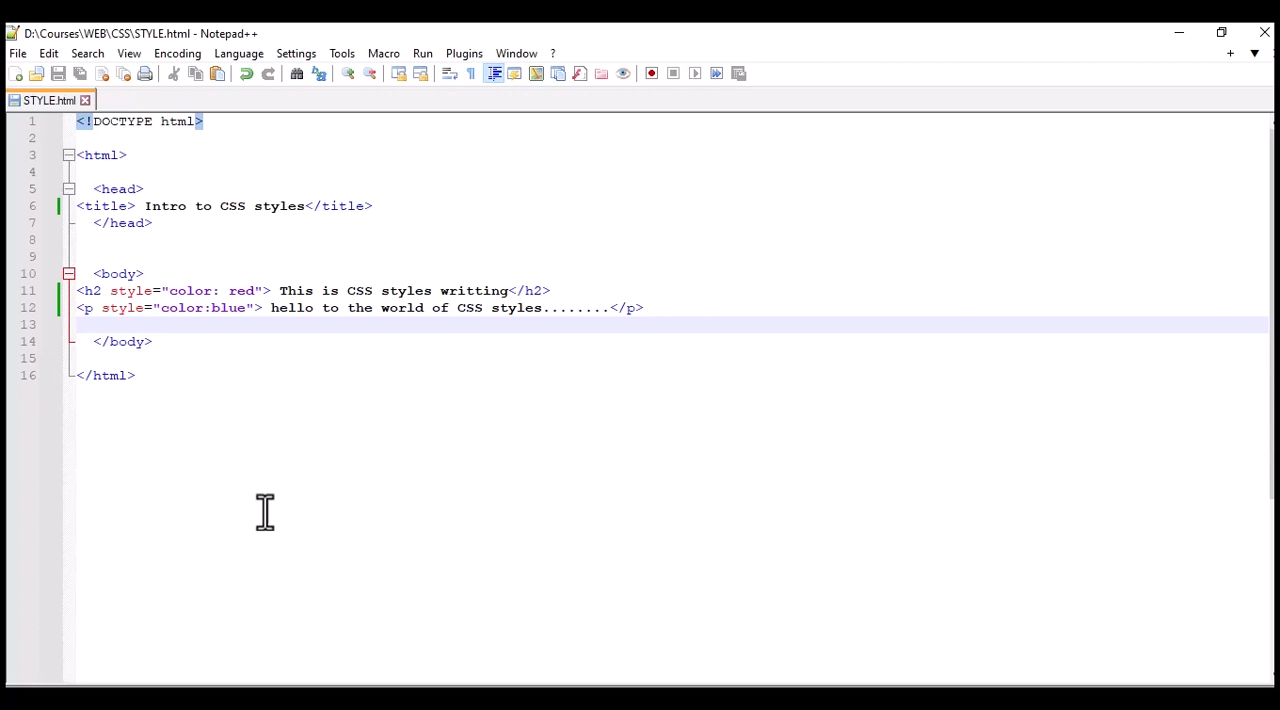 D:\Courses\WEB\CSS\STYLE.html - Notepad++
File Edit Search View Encoding Language Settings Tools Macro Run Plugins Window ?
STYLE.html
1 <!DOCTYPE html>
2
3 <html>
4
5 <head>
6 <title> Intro to CSS styles</title>
7 </head>
8
9
10 <body>
11 <h2 style="color: red"> This is CSS styles writting</h2>
12 <p style="color:blue"> hello to the world of CSS styles........</p>
13
14 </body>
15
16 </html>